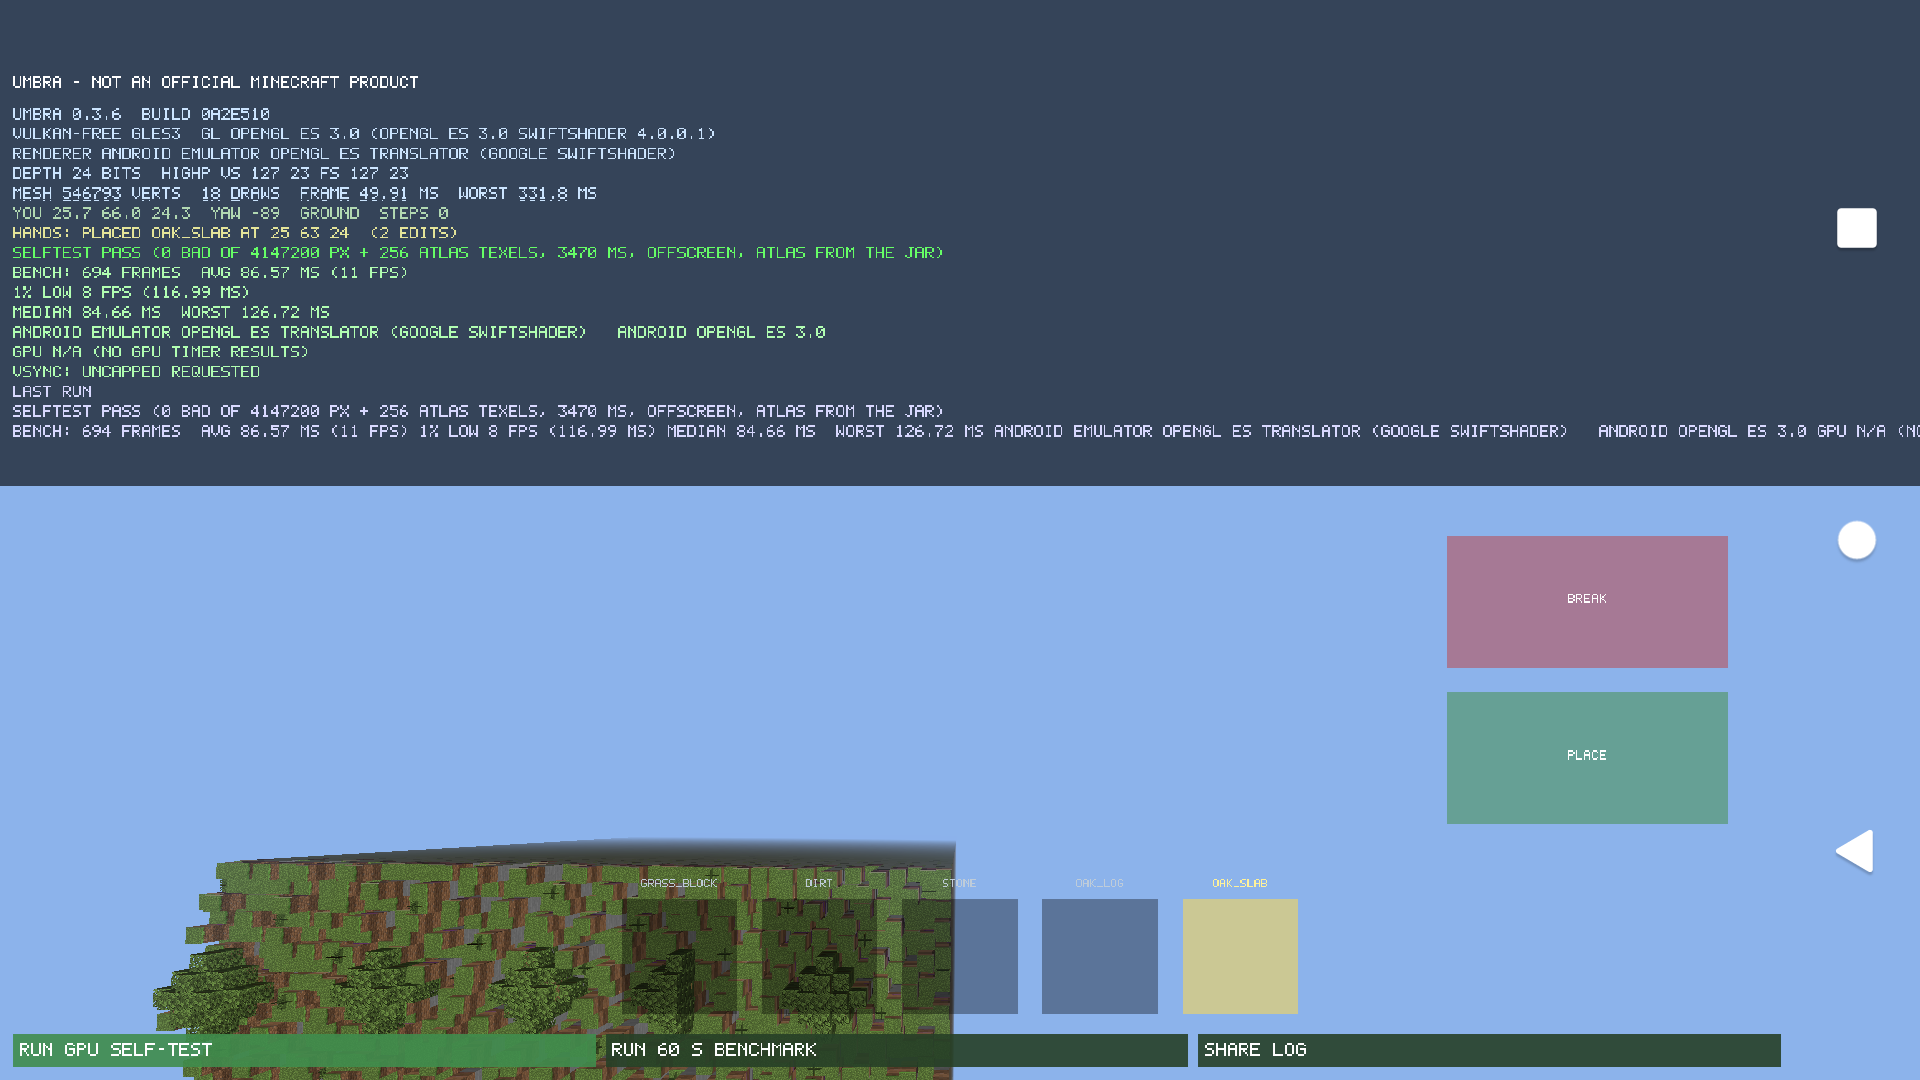 UMBRA - NOT AN OFFICIAL MINECRAFT PRODUCT
UMBRA 0.3.6  BUILD 0A2E510
VULKAN-FREE GLES3  GL OPENGL ES 3.0 (OPENGL ES 3.0 SWIFTSHADER 4.0.0.1)
RENDERER ANDROID EMULATOR OPENGL ES TRANSLATOR (GOOGLE SWIFTSHADER)
DEPTH 24 BITS  HIGHP VS 127 23 FS 127 23
MESH 546793 VERTS  18 DRAWS  FRAME 49.91 MS  WORST 331.8 MS
YOU 25.7 66.0 24.3  YAW -89  GROUND  STEPS 0
HANDS: PLACED OAK_SLAB AT 25 63 24  (2 EDITS)
SELFTEST PASS (0 BAD OF 4147200 PX + 256 ATLAS TEXELS, 3470 MS, OFFSCREEN, ATLAS FROM THE JAR)
BENCH: 694 FRAMES  AVG 86.57 MS (11 FPS)
1% LOW 8 FPS (116.99 MS)
MEDIAN 84.66 MS  WORST 126.72 MS
ANDROID EMULATOR OPENGL ES TRANSLATOR (GOOGLE SWIFTSHADER)   ANDROID OPENGL ES 3.0
GPU N/A (NO GPU TIMER RESULTS)
VSYNC: UNCAPPED REQUESTED
LAST RUN
SELFTEST PASS (0 BAD OF 4147200 PX + 256 ATLAS TEXELS, 3470 MS, OFFSCREEN, ATLAS FROM THE JAR)
BENCH: 694 FRAMES  AVG 86.57 MS (11 FPS) 1% LOW 8 FPS (116.99 MS) MEDIAN 84.66 MS  WORST 126.72 MS ANDROID EMULATOR OPENGL ES TRANSLATOR (GOOGLE SWIFTSHADER)   ANDROID OPENGL ES 3.0 GPU N/A (NO
BREAK
PLACE
GRASS_BLOCK
DIRT
STONE
OAK_LOG
OAK_SLAB
RUN GPU SELF-TEST
RUN 60 S BENCHMARK
SHARE LOG